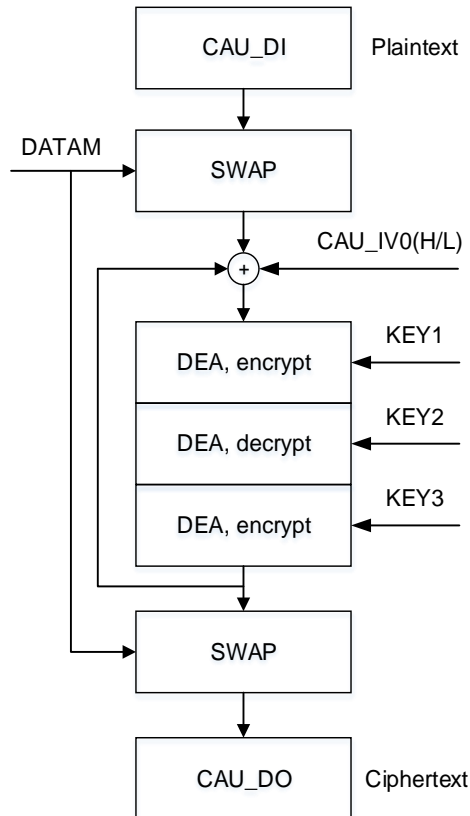 CAU_DI
Plaintext
DATAM
SWAP
CAU_IV0(H/L)
+
KEY1
DEA, encrypt
KEY2
DEA, decrypt
KEY3
DEA, encrypt
SWAP
CAU_DO
Ciphertext